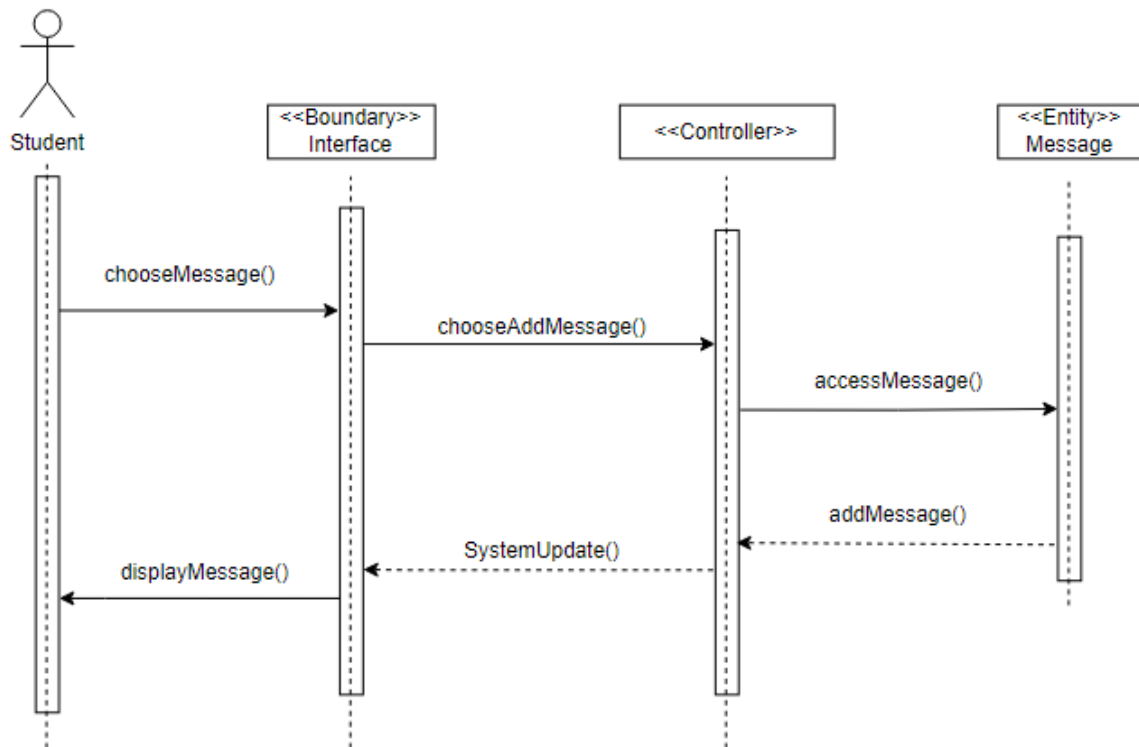 Student
<<Boundary>>
Interface
<<Controller>>
<<Entity>>
Message
chooseMessage()
chooseAddMessage()
accessMessage()
addMessage()
SystemUpdate()
displayMessage()